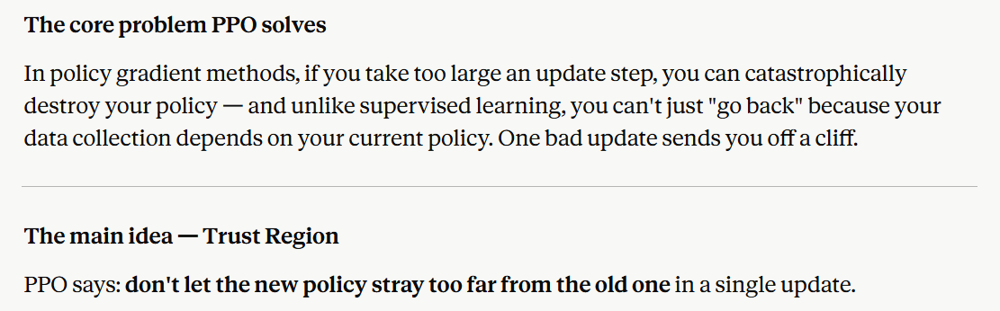 The core problem PPO solves
In policy gradient methods, if you take too large an update step, you can catastrophically
destroy your policy — and unlike supervised learning, you can't just "go back" because your
data collection depends on your current policy. One bad update sends you off a cliff.
The main idea — Trust Region
PPO says: don't let the new policy stray too far from the old one in a single update.